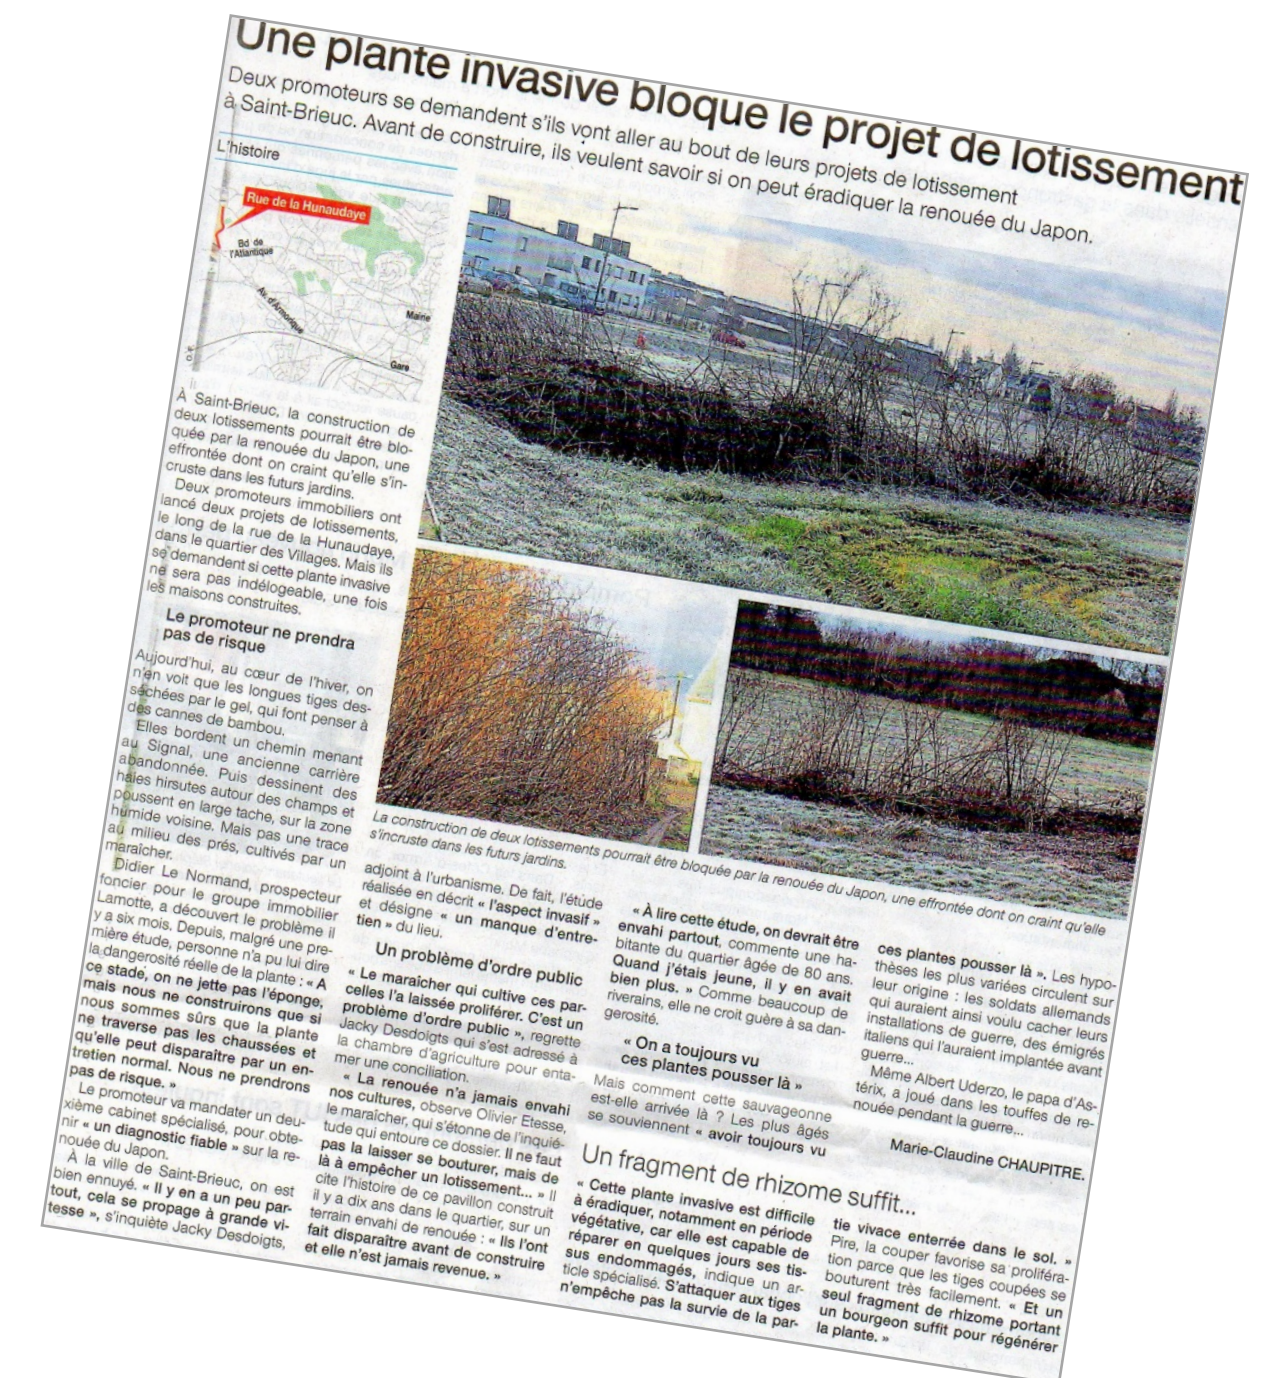 Une plante invasive bloque le projet de lotissement
Deux promoteurs se demandent s'ils vont aller au bout de leurs projets de lotissement
à Saint-Brieuc. Avant de construire, ils veulent savoir si on peut éradiquer la renouée du Japon.
L'histoire
Rue de la Hunaudaye
Bd de
l'Atlantique
Av. d'Armorique
Mairie
Gare
À Saint-Brieuc, la construction de
deux lotissements pourrait être blo-
quée par la renouée du Japon, une
effrontée dont on craint qu'elle s'in-
cruste dans les futurs jardins.
Deux promoteurs immobiliers ont
lancé deux projets de lotissements,
le long de la rue de la Hunaudaye,
dans le quartier des Villages. Mais ils
se demandent si cette plante invasive
ne sera pas indélogeable, une fois
les maisons construites.
Le promoteur ne prendra
pas de risque
Aujourd'hui, au cœur de l'hiver, on
n'en voit que les longues tiges des-
séchées par le gel, qui font penser à
des cannes de bambou.
Elles bordent un chemin menant
au Signal, une ancienne carrière
abandonnée. Puis dessinent des
haies hirsutes autour des champs et
poussent en large tache, sur la zone
humide voisine. Mais pas une trace
au milieu des prés, cultivés par un
maraîcher.
Didier Le Normand, prospecteur
foncier pour le groupe immobilier
Lamotte, a découvert le problème il
y a six mois. Depuis, malgré une pre-
mière étude, personne n'a pu lui dire
la dangerosité réelle de la plante : « A
ce stade, on ne jette pas l'éponge,
mais nous ne construirons que si
nous sommes sûrs que la plante
ne traverse pas les chaussées et
qu'elle peut disparaître par un en-
tretien normal. Nous ne prendrons
pas de risque. »
Le promoteur va mandater un deu-
xième cabinet spécialisé, pour obte-
nir « un diagnostic fiable » sur la re-
nouée du Japon.
À la ville de Saint-Brieuc, on est
bien ennuyé. « Il y en a un peu par-
tout, cela se propage à grande vi-
tesse », s'inquiète Jacky Desdoigts,
La construction de deux lotissements pourrait être bloquée par la renouée du Japon, une effrontée dont on craint qu'elle
s'incruste dans les futurs jardins.
adjoint à l'urbanisme. De fait, l'étude
réalisée en décrit « l'aspect invasif »
et désigne « un manque d'entre-
tien » du lieu.
Un problème d'ordre public
« Le maraîcher qui cultive ces par-
celles l'a laissée proliférer. C'est un
problème d'ordre public », regrette
Jacky Desdoigts qui s'est adressé à
la chambre d'agriculture pour enta-
mer une conciliation.
« La renouée n'a jamais envahi
nos cultures, observe Olivier Etesse,
le maraîcher, qui s'étonne de l'inquié-
tude qui entoure ce dossier. Il ne faut
pas la laisser se bouturer, mais de
là à empêcher un lotissement... » Il
cite l'histoire de ce pavillon construit
il y a dix ans dans le quartier, sur un
terrain envahi de renouée : « Ils l'ont
fait disparaître avant de construire
et elle n'est jamais revenue. »
« À lire cette étude, on devrait être
envahi partout, commente une ha-
bitante du quartier âgée de 80 ans.
Quand j'étais jeune, il y en avait
bien plus. » Comme beaucoup de
riverains, elle ne croit guère à sa dan-
gerosité.
« On a toujours vu
ces plantes pousser là »
Mais comment cette sauvageonne
est-elle arrivée là ? Les plus âgés
se souviennent « avoir toujours vu
ces plantes pousser là ». Les hypo-
thèses les plus variées circulent sur
leur origine : les soldats allemands
qui auraient ainsi voulu cacher leurs
installations de guerre, des émigrés
italiens qui l'auraient implantée avant
guerre...
Même Albert Uderzo, le papa d'As-
térix, a joué dans les touffes de re-
nouée pendant la guerre...
Marie-Claudine CHAUPITRE.
Un fragment de rhizome suffit...
« Cette plante invasive est difficile
à éradiquer, notamment en période
végétative, car elle est capable de
réparer en quelques jours ses tis-
sus endommagés, indique un ar-
ticle spécialisé. S'attaquer aux tiges
n'empêche pas la survie de la par-
tie vivace enterrée dans le sol. »
Pire, la couper favorise sa proliféra-
tion parce que les tiges coupées se
bouturent très facilement. « Et un
seul fragment de rhizome portant
un bourgeon suffit pour régénérer
la plante. »